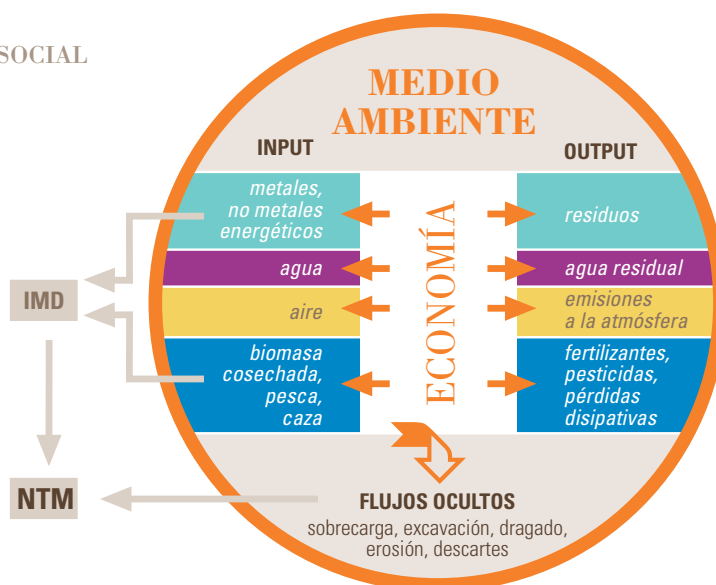 SOCIAL
MEDIO
AMBIENTE
INPUT
OUTPUT
metales,
no metales
energéticos
residuos
agua
agua residual
aire
emisiones
a la atmósfera
biomasa
cosechada,
pesca,
caza
fertilizantes,
pesticidas,
pérdidas
disipativas
ECONOMÍA
IMD
NTM
FLUJOS OCULTOS
sobrecarga, excavación, dragado,
erosión, descartes